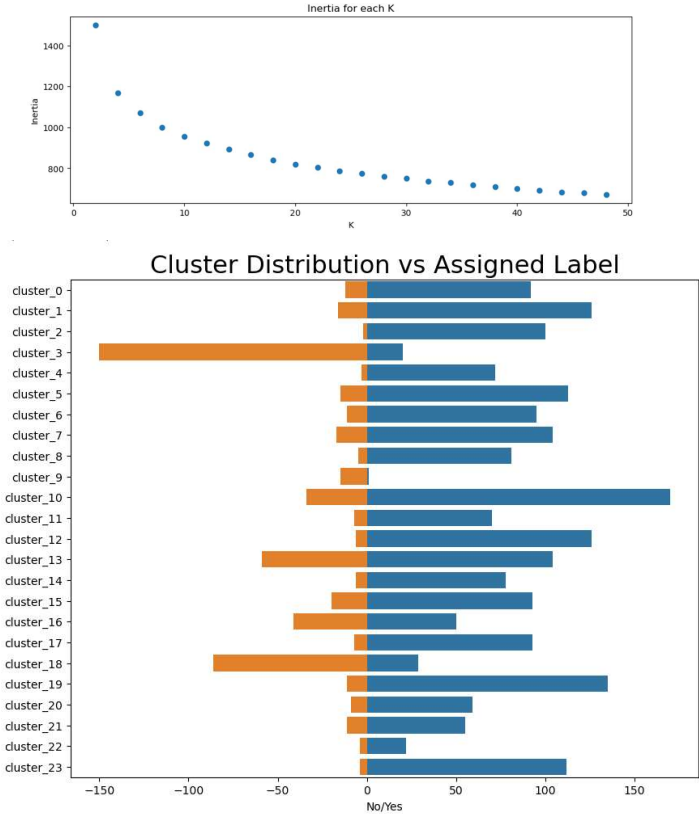 Inertia for each K
1400
1200
1000
800
Inertia
0
10
20
30
40
50
K
Cluster Distribution vs Assigned Label
cluster_0
cluster_1
cluster_2
cluster_3
cluster_4
cluster_5
cluster_6
cluster_7
cluster_8
cluster_9
cluster_10
cluster_11
cluster_12
cluster_13
cluster_14
cluster_15
cluster_16
cluster_17
cluster_18
cluster_19
cluster_20
cluster_21
cluster_22
cluster_23
−150
−100
−50
0
50
100
150
No/Yes